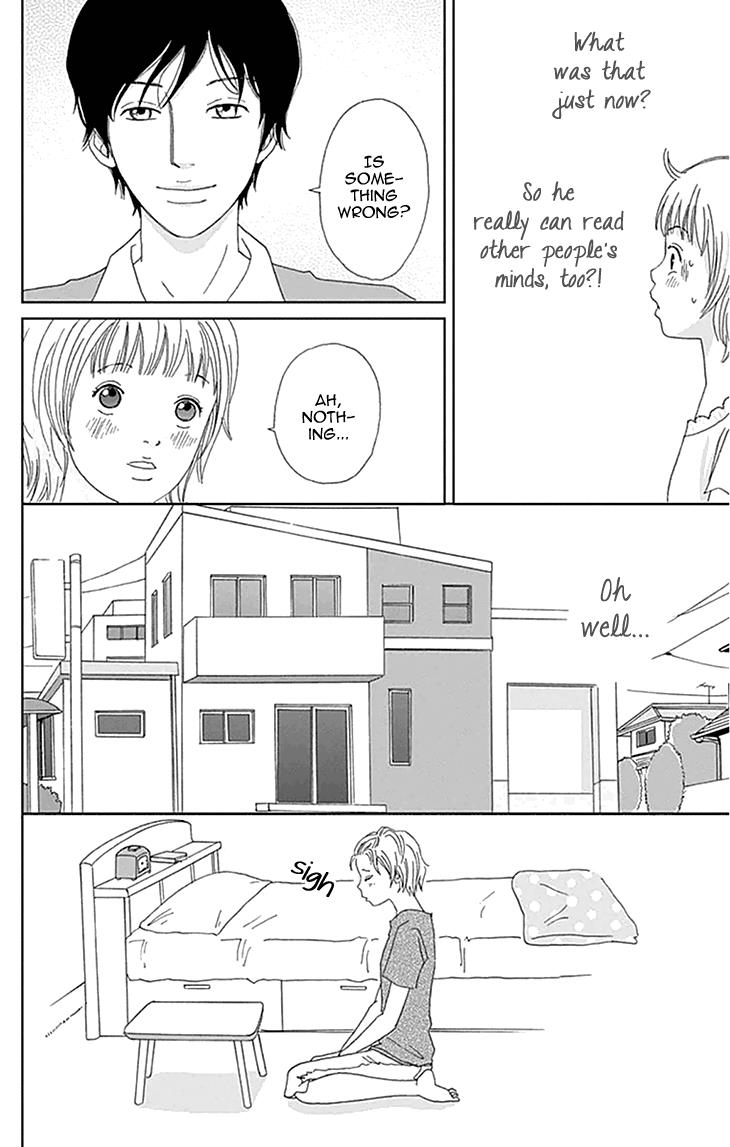 What
was that
just now?
So he
really can read
other people's
minds, too?!
IS
SOME-
THING
WRONG?
AH,
NOTH-
ING...
Oh
well...
sigh